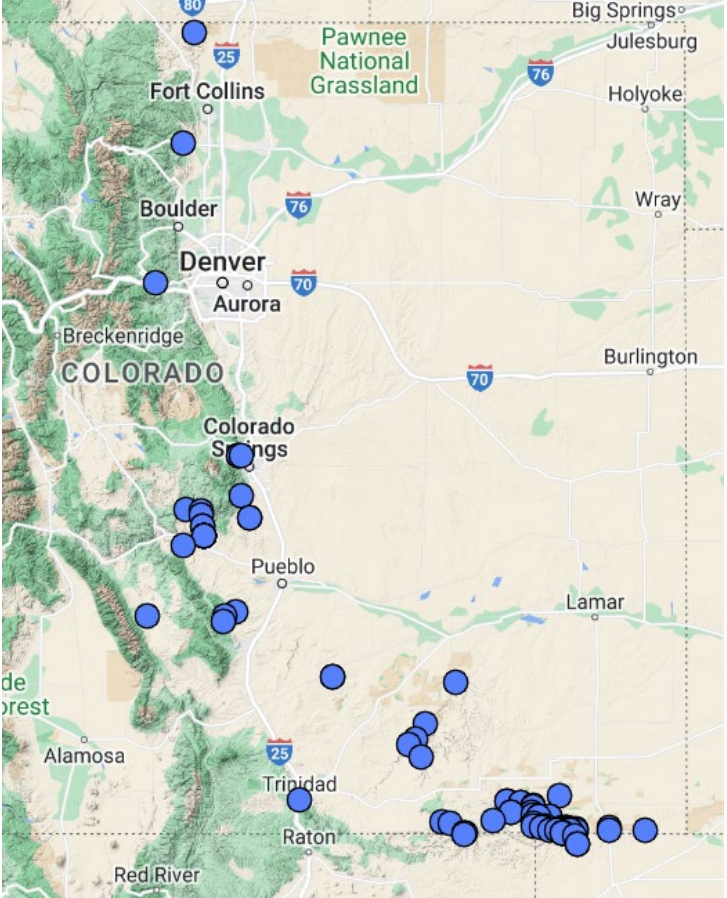 80
Big Springs
Julesburg
25
Pawnee
National
Grassland
76
Fort Collins
Holyoke
76
Wray
Boulder
Denver
70
Aurora
Breckenridge
COLORADO
Burlington
70
Colorado
Springs
Pueblo
Lamar
de
orest
25
Alamosa
Trinidad
Raton
Red River